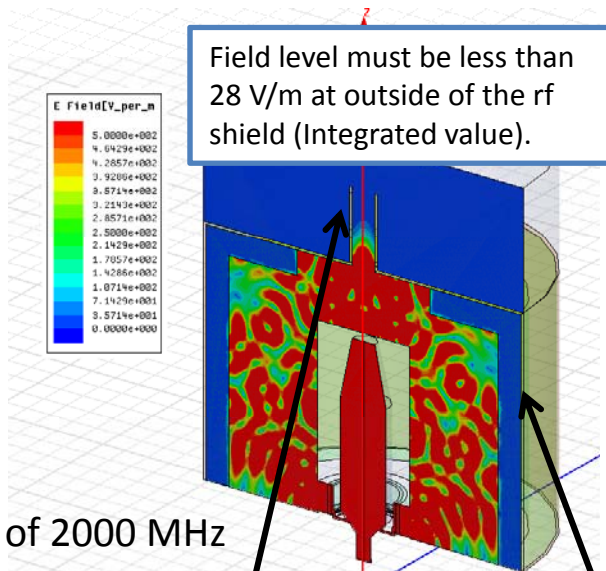 z
Field level must be less than
28 V/m at outside of the rf
shield (Integrated value).
E Field[V_per_m
5.0000e+002
4.6429e+002
4.2857e+002
3.9286e+002
3.5714e+002
3.2143e+002
2.8571e+002
2.5000e+002
2.1429e+002
1.7857e+002
1.4286e+002
1.0714e+002
7.1429e+001
3.5714e+001
0.0000e+000
of 2000 MHz